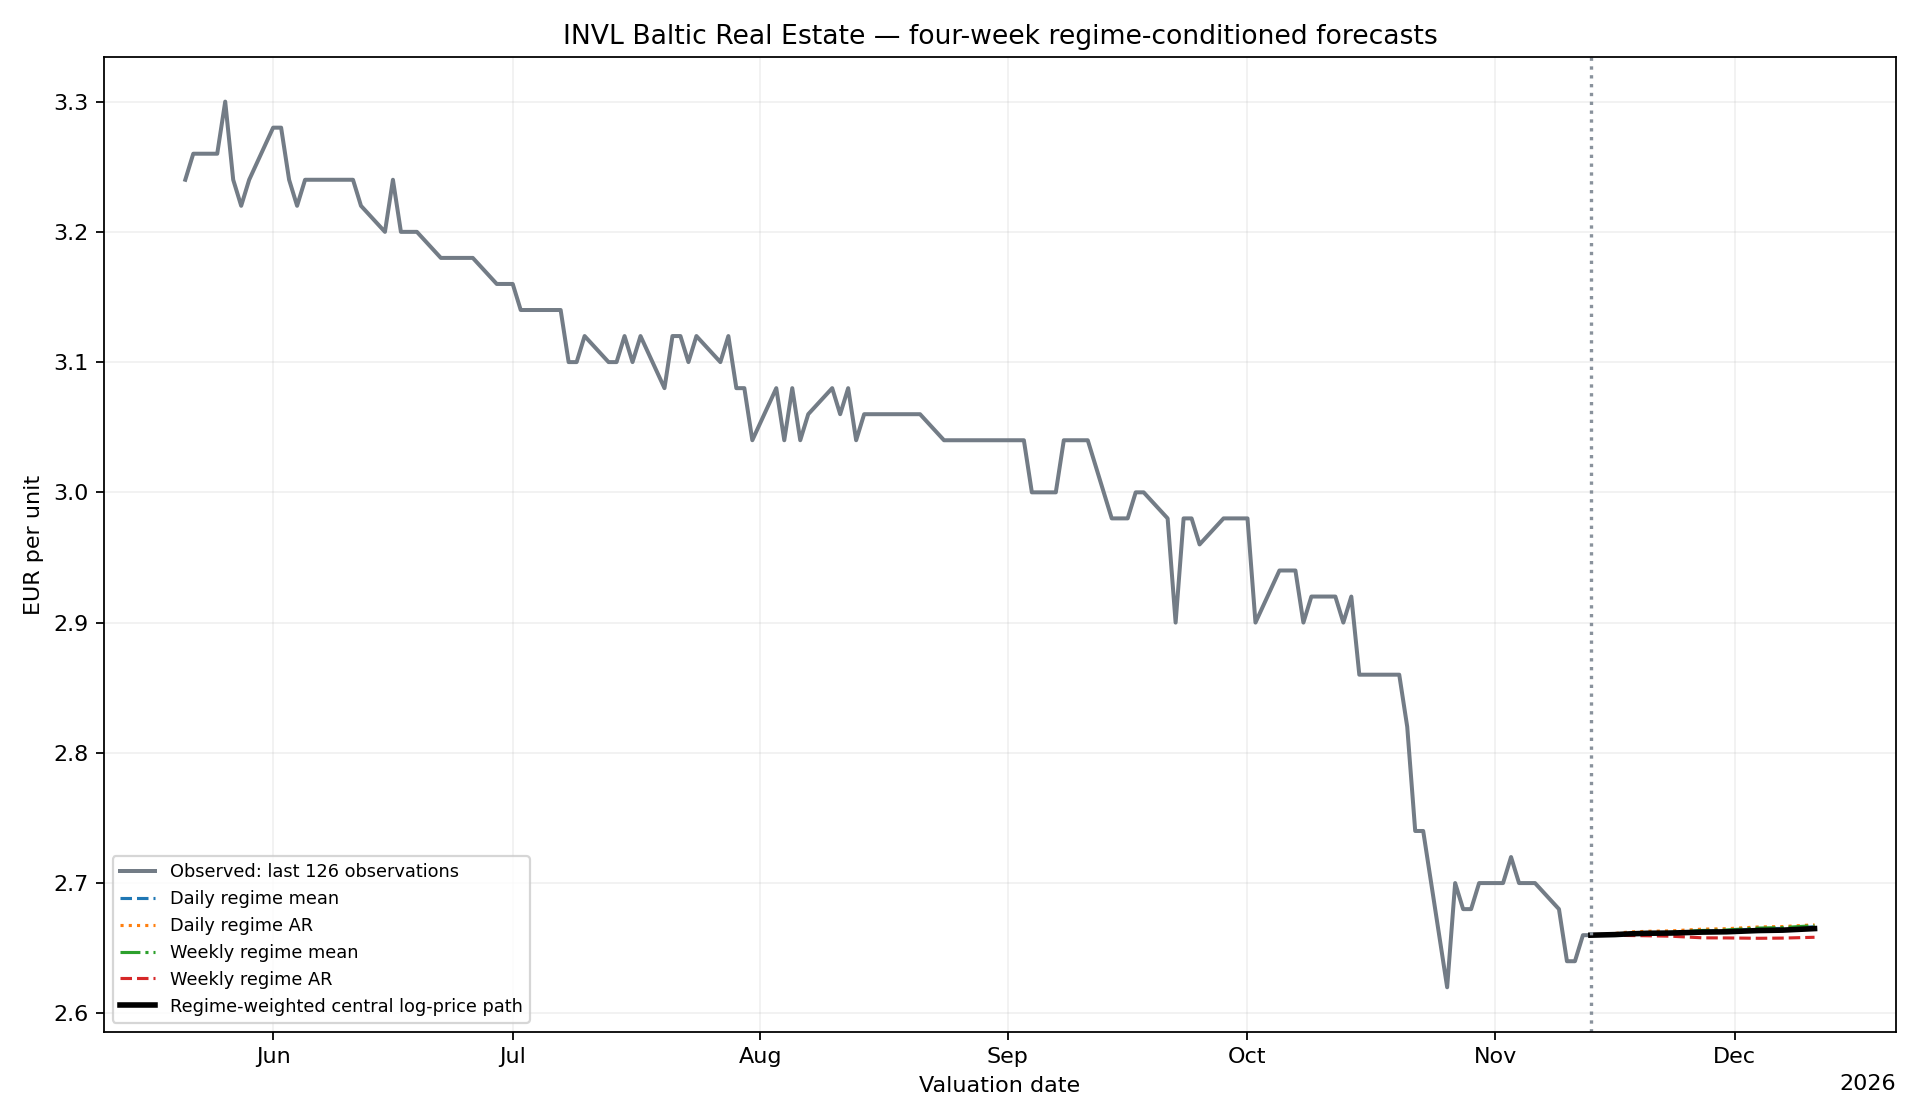 INVL Baltic Real Estate — four-week regime-conditioned forecasts
EUR per unit
3.3
3.2
3.1
3.0
2.9
2.8
2.7
2.6
Observed: last 126 observations
Daily regime mean
Daily regime AR
Weekly regime mean
Weekly regime AR
Regime-weighted central log-price path
Jun
Jul
Aug
Sep
Oct
Nov
Dec
Valuation date
2026